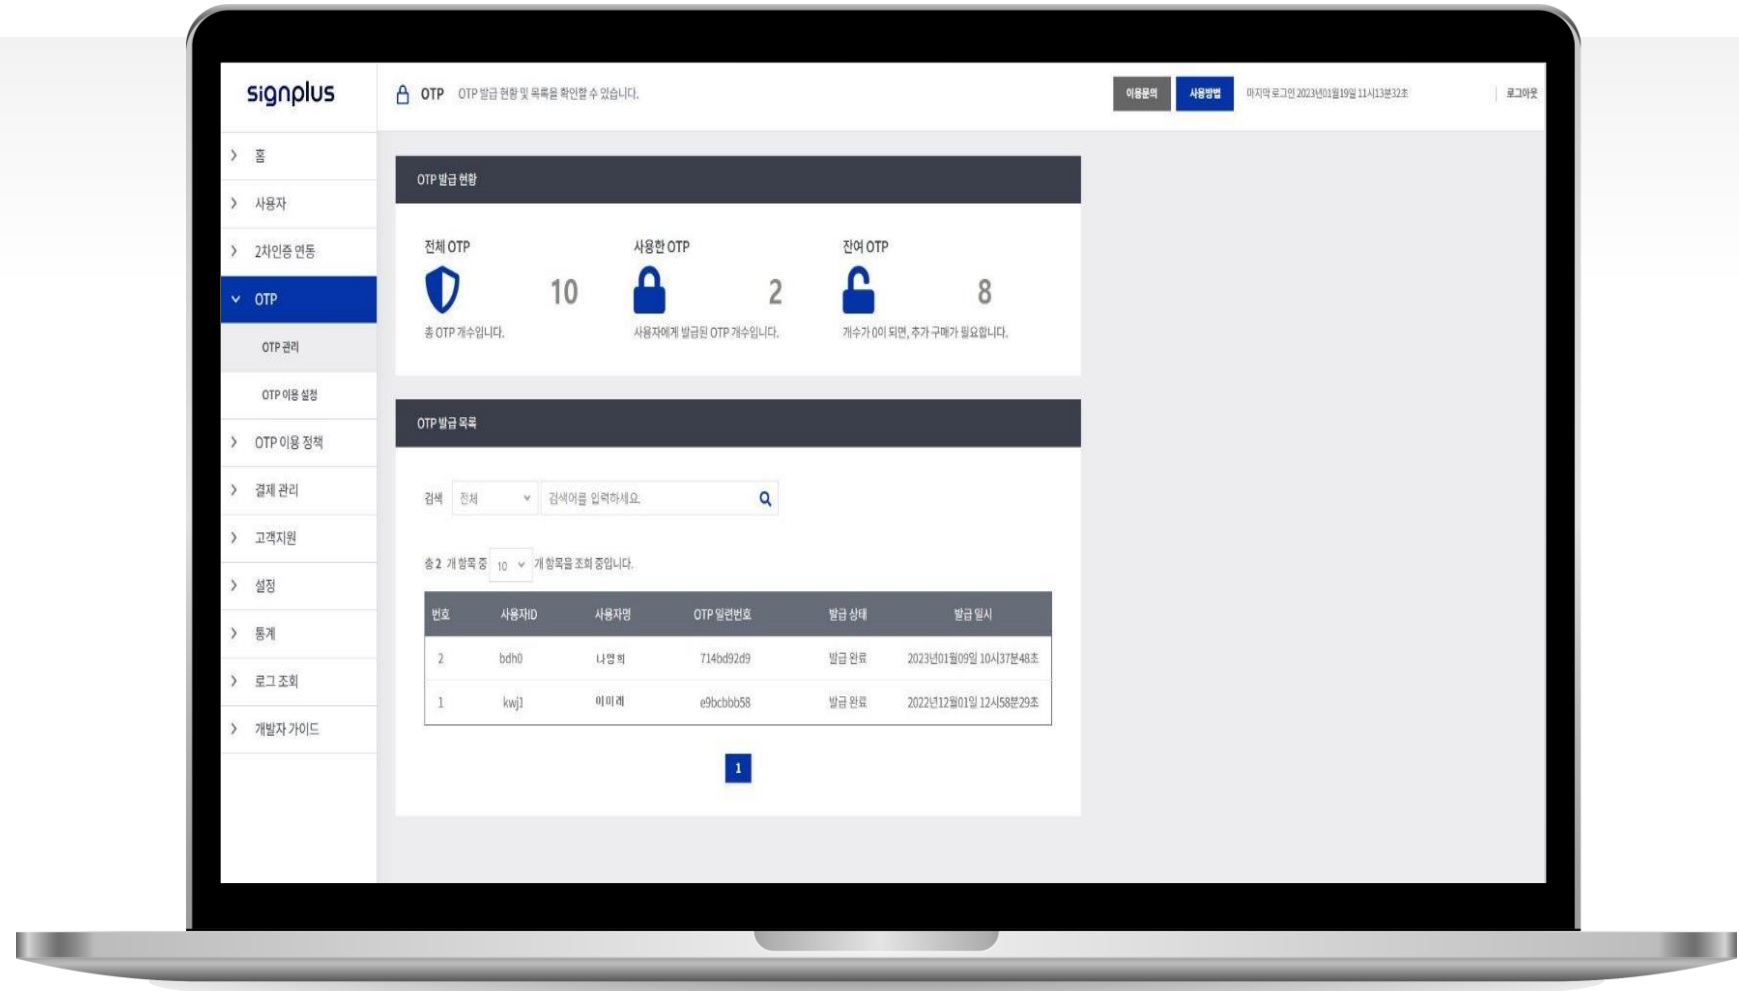 signplus
OTP OTP 발급 현황 및 목록을 확인할 수 있습니다.
이용문의 사용방법 마지막 로그인 2023년01월19일 11시13분32초 로그아웃
홈
사용자
2차인증 연동
OTP
OTP 관리
OTP 이용 설정
OTP 이용 정책
결제 관리
고객지원
설정
통계
로그 조회
개발자 가이드
OTP 발급 현황
전체 OTP
10
총 OTP 개수입니다.
사용한 OTP
2
사용자에게 발급된 OTP 개수입니다.
잔여 OTP
8
개수가 0이 되면, 추가 구매가 필요합니다.
OTP 발급 목록
검색 전체 검색어를 입력하세요.
총 2 개 항목 중 10 개 항목을 조회 중입니다.
번호 사용자ID 사용자명 OTP 일련번호 발급 상태 발급 일시
2 bdh0 나영희 714bd92d9 발급 완료 2023년01월09일 10시37분48초
1 kwj1 이미래 e9bcbbb58 발급 완료 2022년12월01일 12시58분29초
1